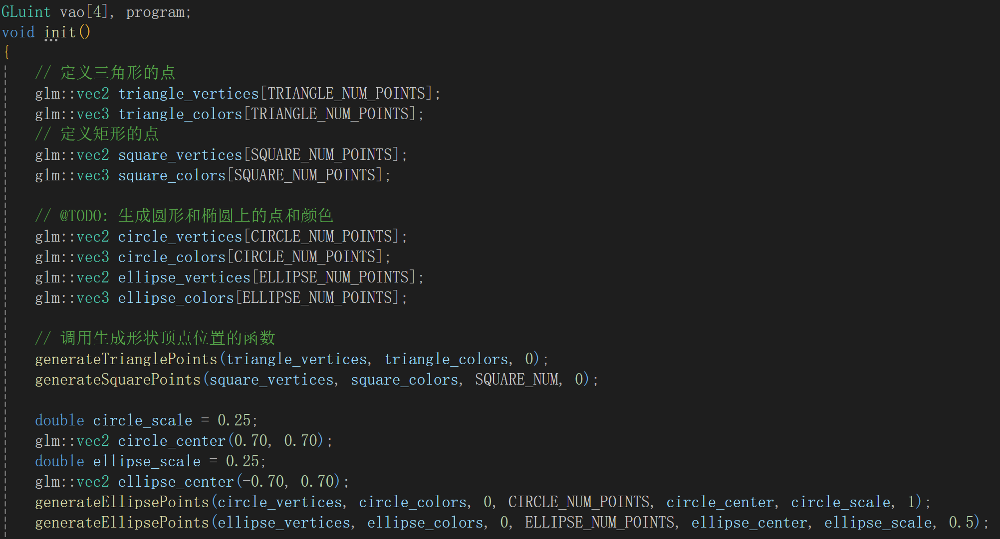 GLuint vao[4], program;
void init()
{
// 定义三角形的点
glm::vec2 triangle_vertices[TRIANGLE_NUM_POINTS];
glm::vec3 triangle_colors[TRIANGLE_NUM_POINTS];
// 定义矩形的点
glm::vec2 square_vertices[SQUARE_NUM_POINTS];
glm::vec3 square_colors[SQUARE_NUM_POINTS];
// @TODO: 生成圆形和椭圆上的点和颜色
glm::vec2 circle_vertices[CIRCLE_NUM_POINTS];
glm::vec3 circle_colors[CIRCLE_NUM_POINTS];
glm::vec2 ellipse_vertices[ELLIPSE_NUM_POINTS];
glm::vec3 ellipse_colors[ELLIPSE_NUM_POINTS];
// 调用生成形状顶点位置的函数
generateTrianglePoints(triangle_vertices, triangle_colors, 0);
generateSquarePoints(square_vertices, square_colors, SQUARE_NUM, 0);
double circle_scale = 0.25;
glm::vec2 circle_center(0.70, 0.70);
double ellipse_scale = 0.25;
glm::vec2 ellipse_center(-0.70, 0.70);
generateEllipsePoints(circle_vertices, circle_colors, 0, CIRCLE_NUM_POINTS, circle_center, circle_scale, 1);
generateEllipsePoints(ellipse_vertices, ellipse_colors, 0, ELLIPSE_NUM_POINTS, ellipse_center, ellipse_scale, 0.5);